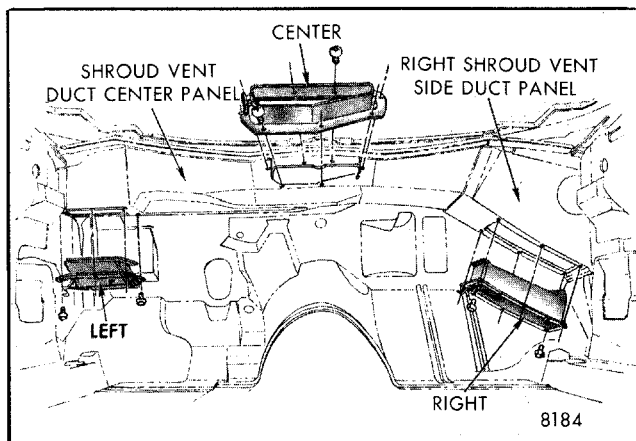 CENTER
SHROUD VENT
DUCT CENTER PANEL
RIGHT SHROUD VENT
SIDE DUCT PANEL
LEFT
RIGHT
8184